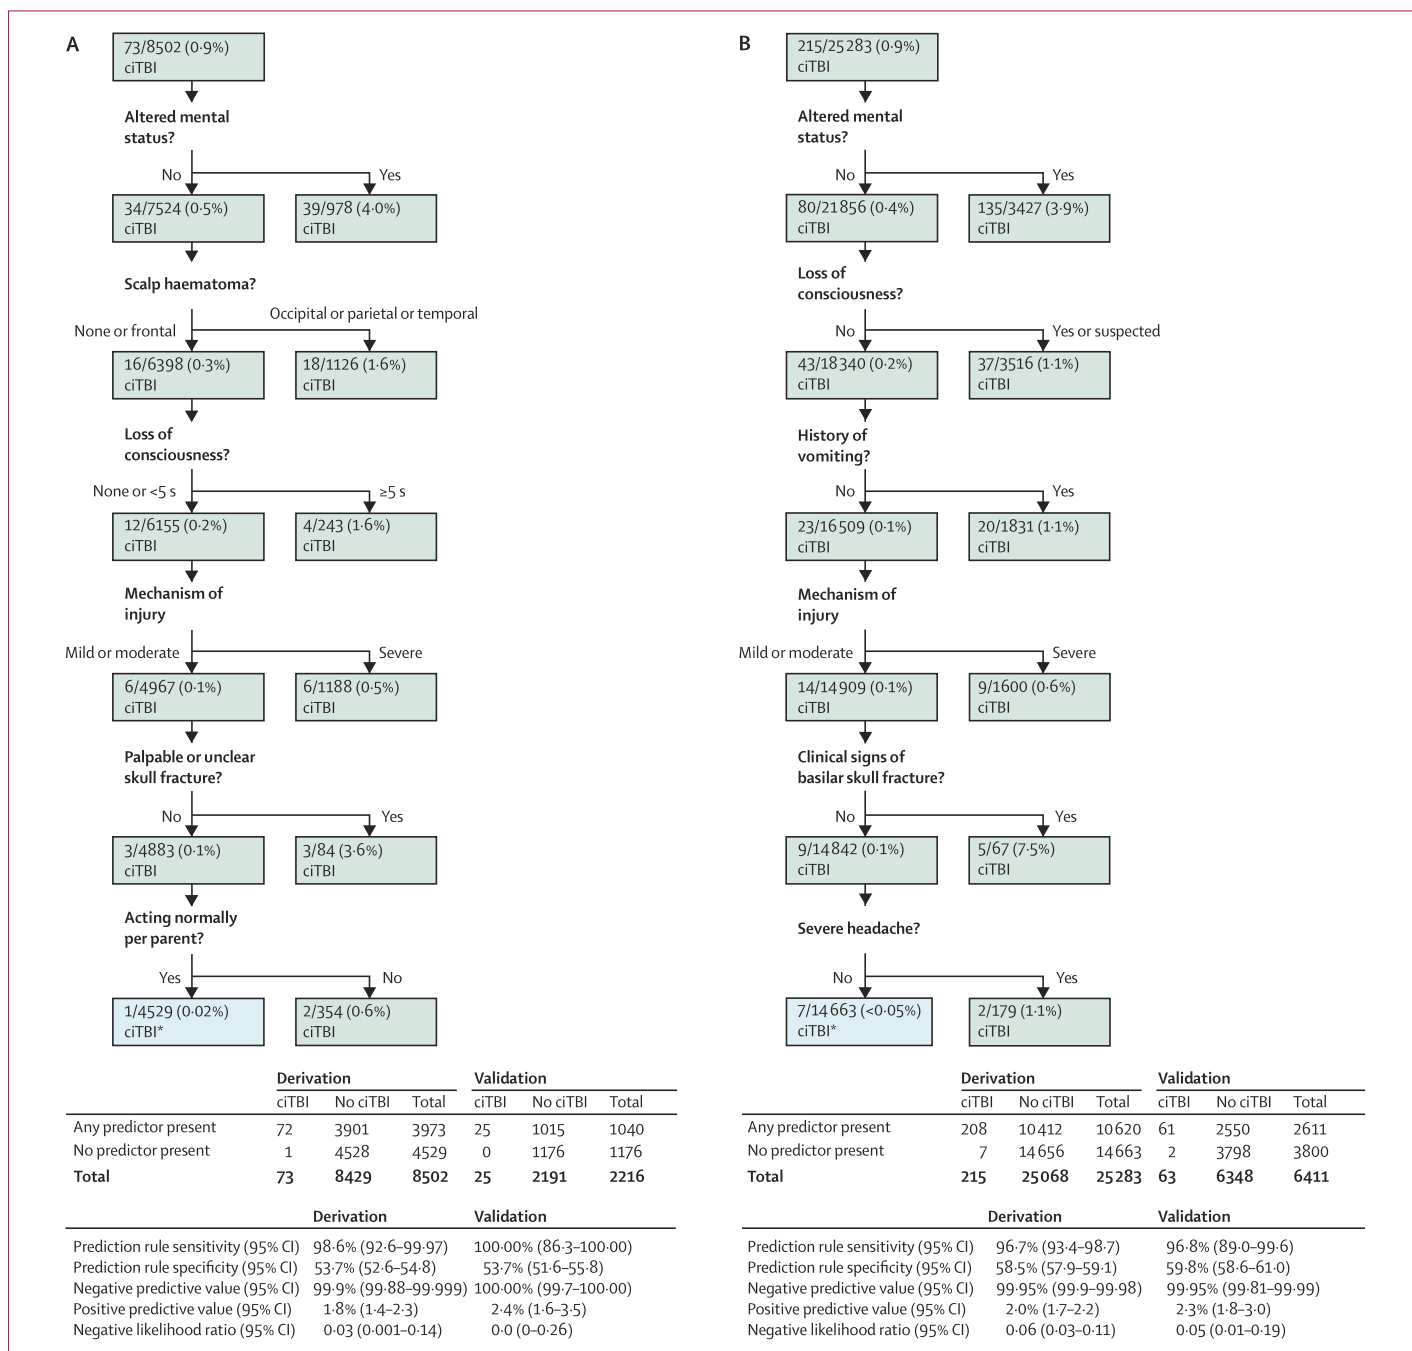 A
73/8502 (0·9%)
ciTBI
Altered mental
status?
No
Yes
34/7524 (0·5%)
ciTBI
39/978 (4·0%)
ciTBI
Scalp haematoma?
None or frontal
Occipital or parietal or temporal
16/6398 (0·3%)
ciTBI
18/1126 (1·6%)
ciTBI
Loss of
consciousness?
None or <5 s
≥5 s
12/6155 (0·2%)
ciTBI
4/243 (1·6%)
ciTBI
Mechanism of
injury
Mild or moderate
Severe
6/4967 (0·1%)
ciTBI
6/1188 (0·5%)
ciTBI
Palpable or unclear
skull fracture?
No
Yes
3/4883 (0·1%)
ciTBI
3/84 (3·6%)
ciTBI
Acting normally
per parent?
Yes
No
1/4529 (0·02%)
ciTBI*
2/354 (0·6%)
ciTBI
Derivation Validation
ciTBI No ciTBI Total ciTBI No ciTBI Total
Any predictor present 72 3901 3973 25 1015 1040
No predictor present 1 4528 4529 0 1176 1176
Total 73 8429 8502 25 2191 2216
Derivation Validation
Prediction rule sensitivity (95% CI) 98·6% (92·6–99·97) 100·00% (86·3–100·00)
Prediction rule specificity (95% CI) 53·7% (52·6–54·8) 53·7% (51·6–55·8)
Negative predictive value (95% CI) 99·9% (99·88–99·999) 100·00% (99·7–100·00)
Positive predictive value (95% CI) 1·8% (1·4–2·3) 2·4% (1·6–3·5)
Negative likelihood ratio (95% CI) 0·03 (0·001–0·14) 0·0 (0–0·26)
B
215/25283 (0·9%)
ciTBI
Altered mental
status?
No
Yes
80/21856 (0·4%)
ciTBI
135/3427 (3·9%)
ciTBI
Loss of
consciousness?
No
Yes or suspected
43/18340 (0·2%)
ciTBI
37/3516 (1·1%)
ciTBI
History of
vomiting?
No
Yes
23/16509 (0·1%)
ciTBI
20/1831 (1·1%)
ciTBI
Mechanism of
injury
Mild or moderate
Severe
14/14909 (0·1%)
ciTBI
9/1600 (0·6%)
ciTBI
Clinical signs of
basilar skull fracture?
No
Yes
9/14842 (0·1%)
ciTBI
5/67 (7·5%)
ciTBI
Severe headache?
No
Yes
7/14663 (<0·05%)
ciTBI*
2/179 (1·1%)
ciTBI
Derivation Validation
ciTBI No ciTBI Total ciTBI No ciTBI Total
Any predictor present 208 10412 10620 61 2550 2611
No predictor present 7 14656 14663 2 3798 3800
Total 215 25068 25283 63 6348 6411
Derivation Validation
Prediction rule sensitivity (95% CI) 96·7% (93·4–98·7) 96·8% (89·0–99·6)
Prediction rule specificity (95% CI) 58·5% (57·9–59·1) 59·8% (58·6–61·0)
Negative predictive value (95% CI) 99·95% (99·9–99·98) 99·95% (99·81–99·99)
Positive predictive value (95% CI) 2·0% (1·7–2·2) 2·3% (1·8–3·0)
Negative likelihood ratio (95% CI) 0·06 (0·03–0·11) 0·05 (0·01–0·19)